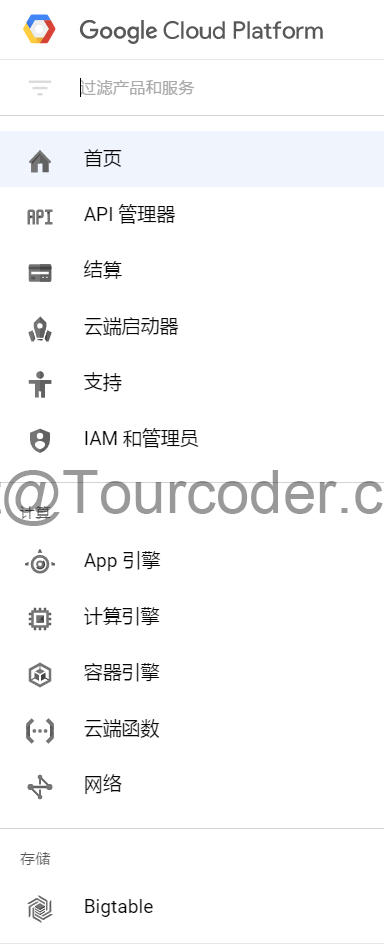 Google Cloud Platform
过滤产品和服务
首页
API 管理器
结算
云端启动器
支持
IAM 和管理员
@Tourcoder.c
计算
App 引擎
计算引擎
容器引擎
云端函数
网络
存储
Bigtable